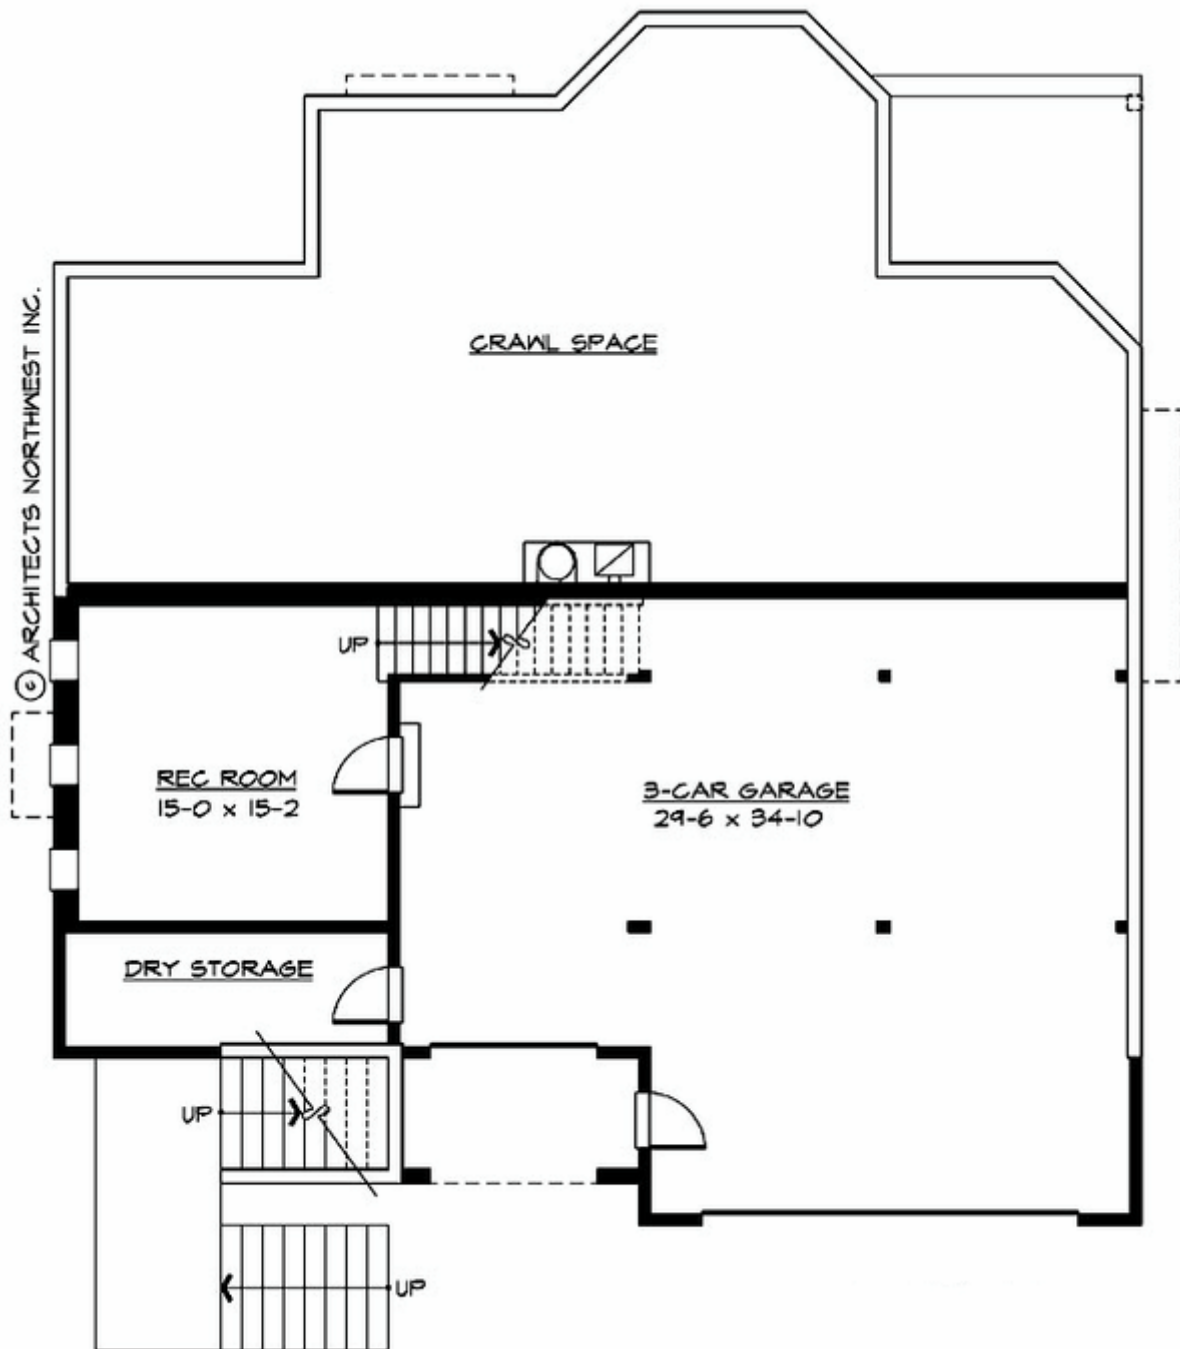 CRAWL SPACE
© ARCHITECTS NORTHWEST INC.
UP
REC ROOM
15-0 x 15-2
3-CAR GARAGE
29-6 x 34-10
DRY STORAGE
UP
UP